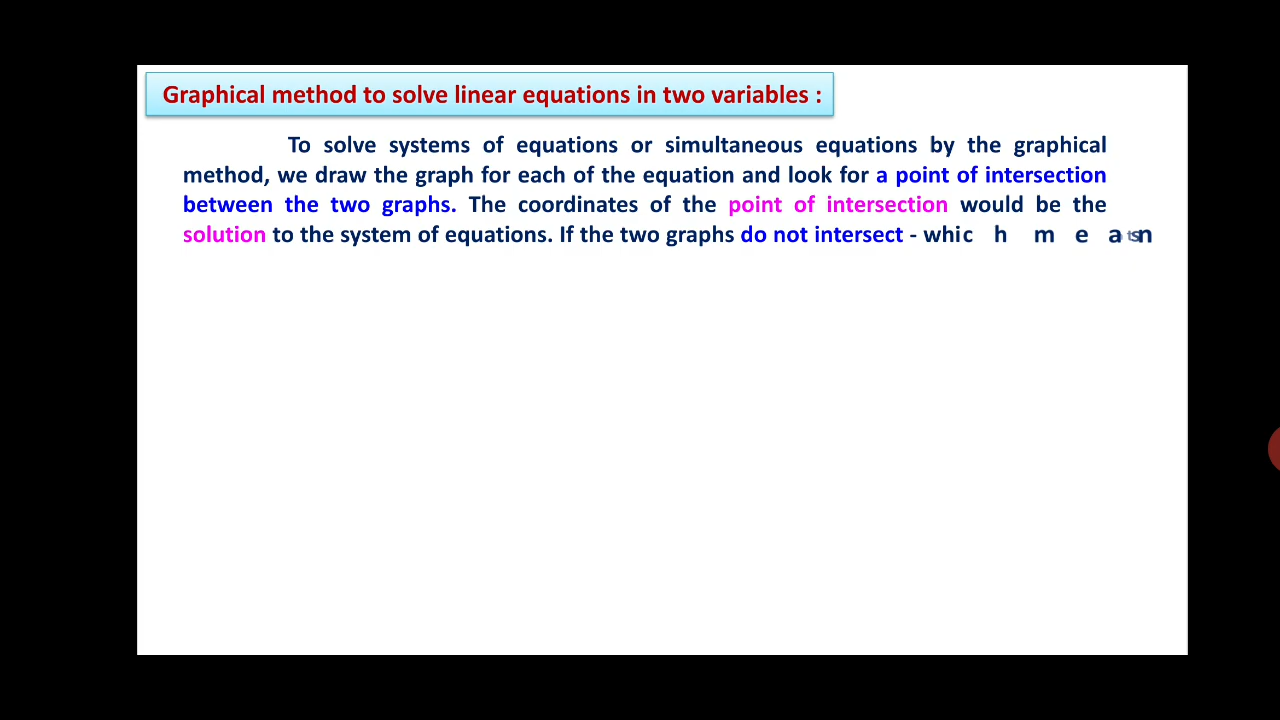 Graphical method to solve linear equations in two variables :
To solve systems of equations or simultaneous equations by the graphical
method, we draw the graph for each of the equation and look for a point of intersection
between the two graphs. The coordinates of the point of intersection would be the
solution to the system of equations. If the two graphs do not intersect - which